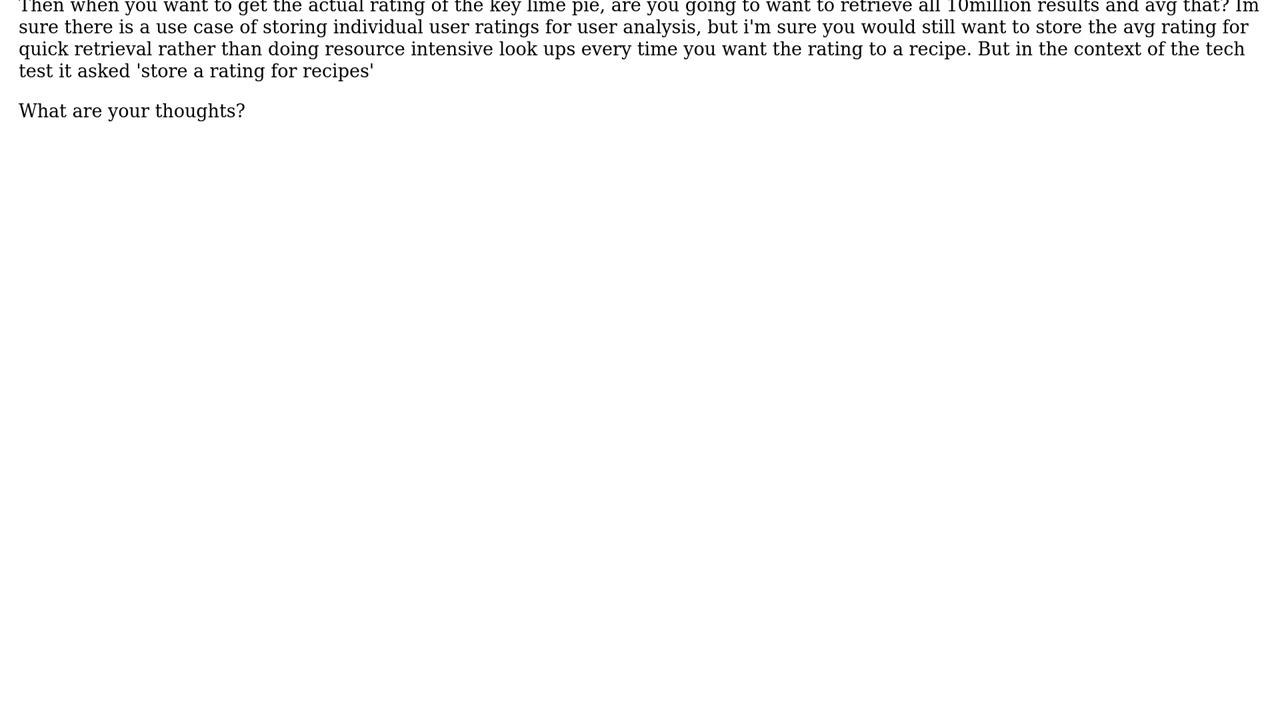 Then when you want to get the actual rating of the key lime pie, are you going to want to retrieve all 10million results and avg that? Im
sure there is a use case of storing individual user ratings for user analysis, but i'm sure you would still want to store the avg rating for
quick retrieval rather than doing resource intensive look ups every time you want the rating to a recipe. But in the context of the tech
test it asked 'store a rating for recipes'
What are your thoughts?